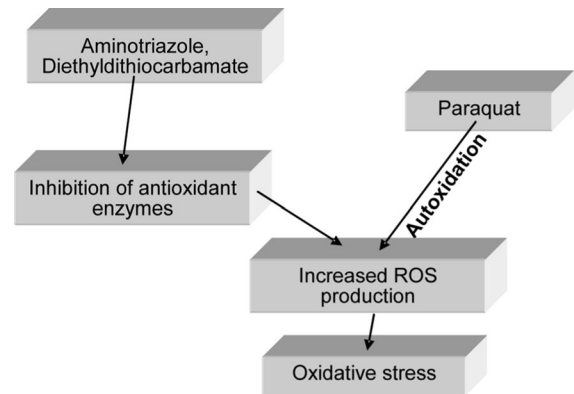 Aminotriazole,
Diethyldithiocarbamate
Paraquat
Autoxidation
Inhibition of antioxidant
enzymes
Increased ROS
production
Oxidative stress